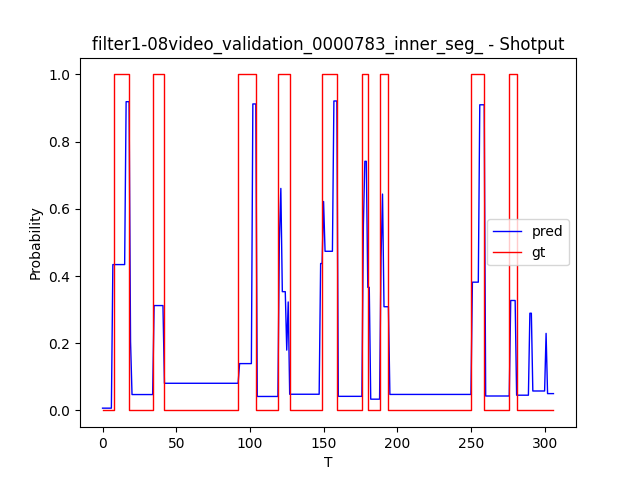 filter1-08video_validation_0000783_inner_seg_ - Shotput
1.0
0.8
0.6
0.4
0.2
0.0
Probability
pred
gt
0 50 100 150 200 250 300
T